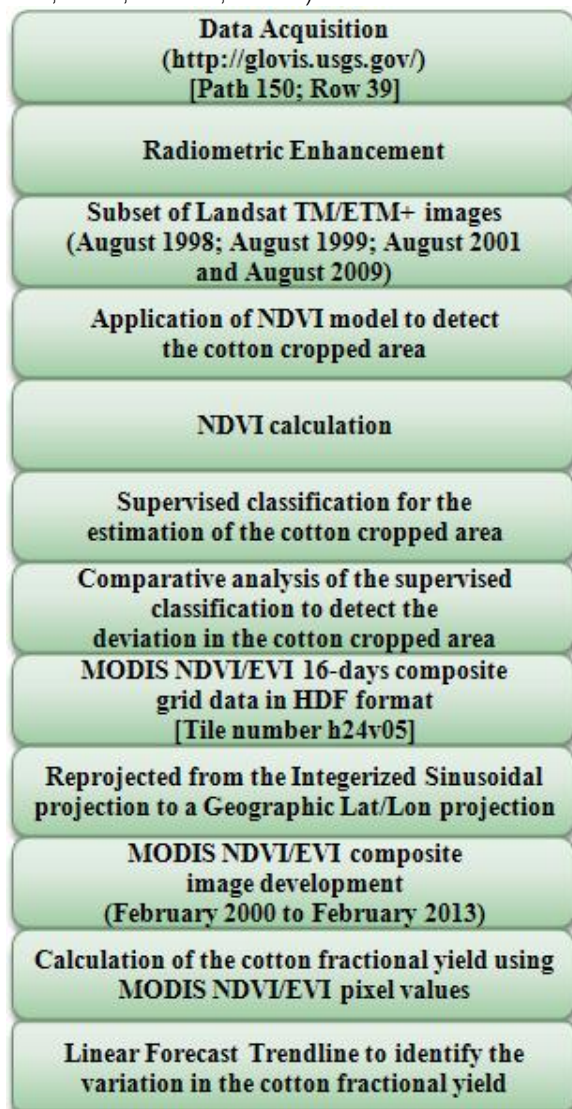 Data Acquisition
(http://glovis.usgs.gov/)
[Path 150; Row 39]
Radiometric Enhancement
Subset of Landsat TM/ETM+ images
(August 1998; August 1999; August 2001
and August 2009)
Application of NDVI model to detect
the cotton cropped area
NDVI calculation
Supervised classification for the
estimation of the cotton cropped area
Comparative analysis of the supervised
classification to detect the
deviation in the cotton cropped area
MODIS NDVI/EVI 16-days composite
grid data in HDF format
[Tile number h24v05]
Reprojected from the Integerized Sinusoidal
projection to a Geographic Lat/Lon projection
MODIS NDVI/EVI composite
image development
(February 2000 to February 2013)
Calculation of the cotton fractional yield using
MODIS NDVI/EVI pixel values
Linear Forecast Trendline to identify the
variation in the cotton fractional yield